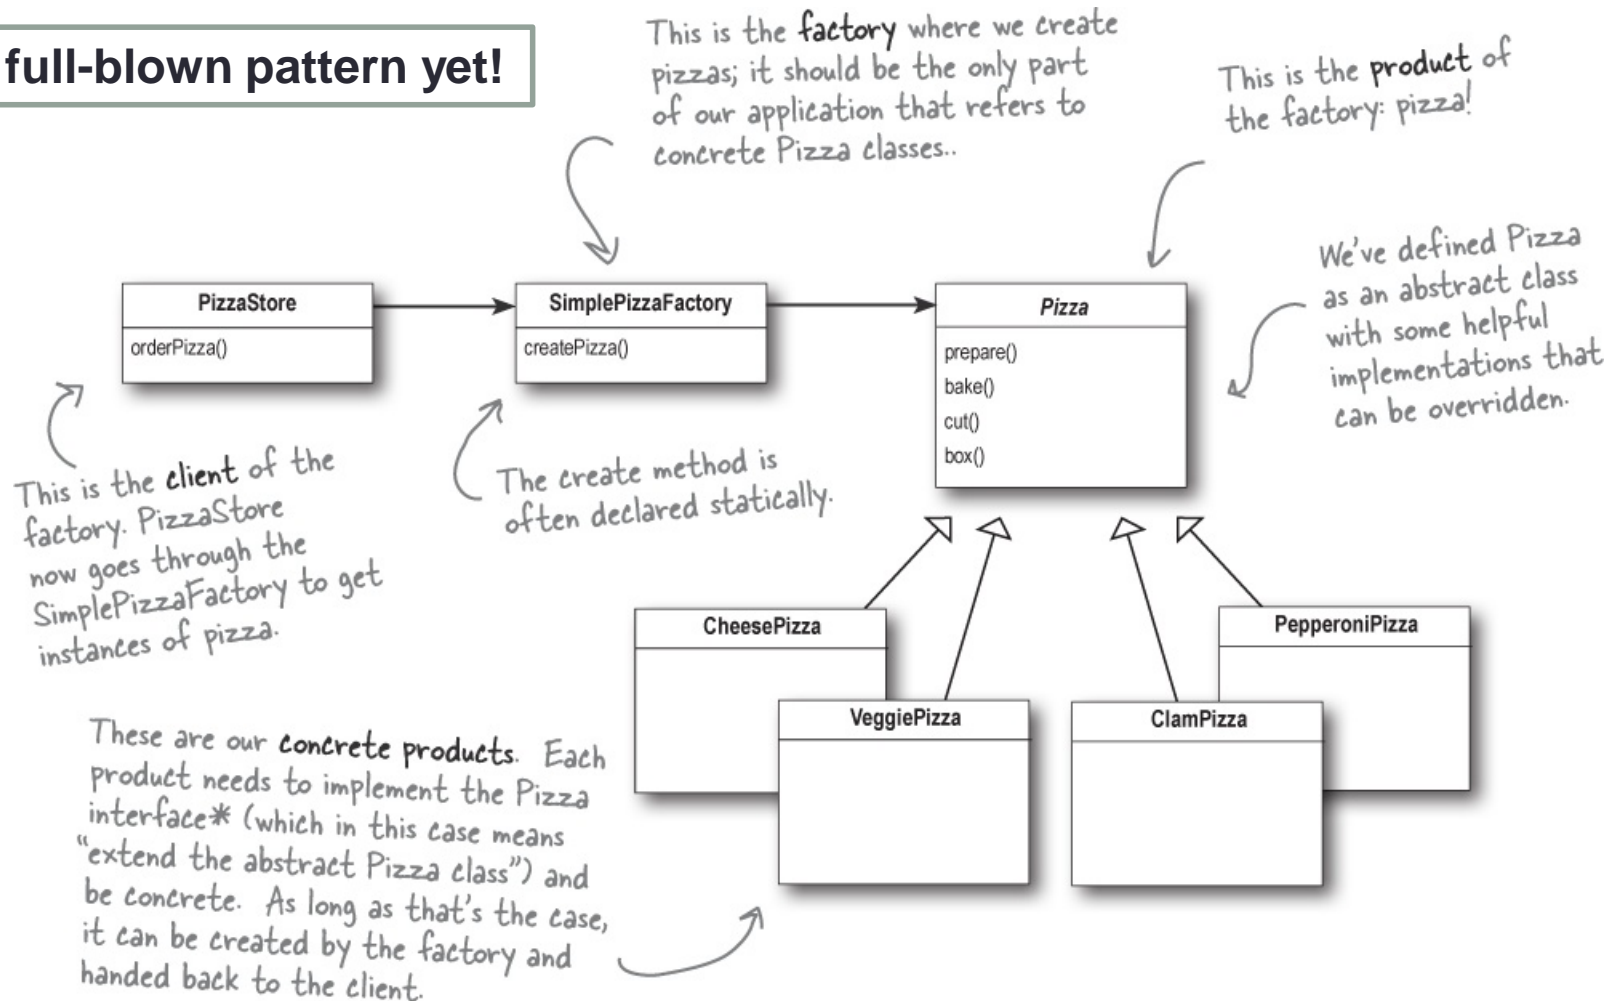 full-blown pattern yet!
This is the factory where we create
pizzas; it should be the only part
of our application that refers to
concrete Pizza classes..
This is the product of
the factory: pizza!
We've defined Pizza
as an abstract class
with some helpful
implementations that
can be overridden.
PizzaStore
orderPizza()
SimplePizzaFactory
createPizza()
Pizza
prepare()
bake()
cut()
box()
This is the client of the
factory. PizzaStore
now goes through the
SimplePizzaFactory to get
instances of pizza.
The create method is
often declared statically.
CheesePizza
VeggiePizza
ClamPizza
PepperoniPizza
These are our concrete products. Each
product needs to implement the Pizza
interface* (which in this case means
“extend the abstract Pizza class”) and
be concrete. As long as that's the case,
it can be created by the factory and
handed back to the client.